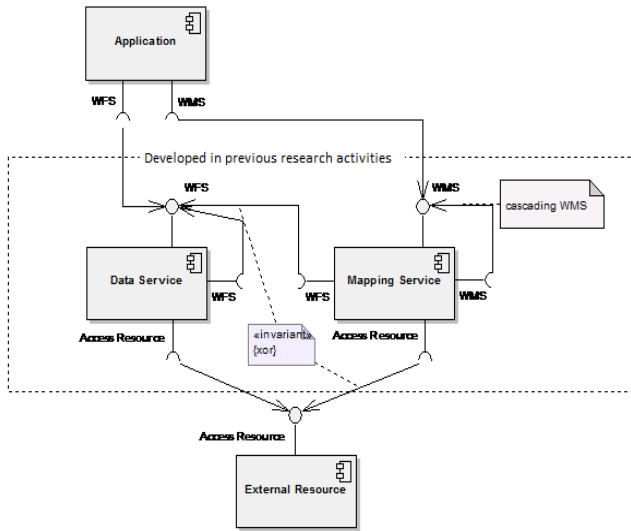 Application
WFS
WMS
Developed in previous research activities
WFS
WMS
cascading WMS
Data Service
Mapping Service
WFS
WFS
WMS
Access Resource
«invariant»
{xor}
Access Resource
Access Resource
External Resource